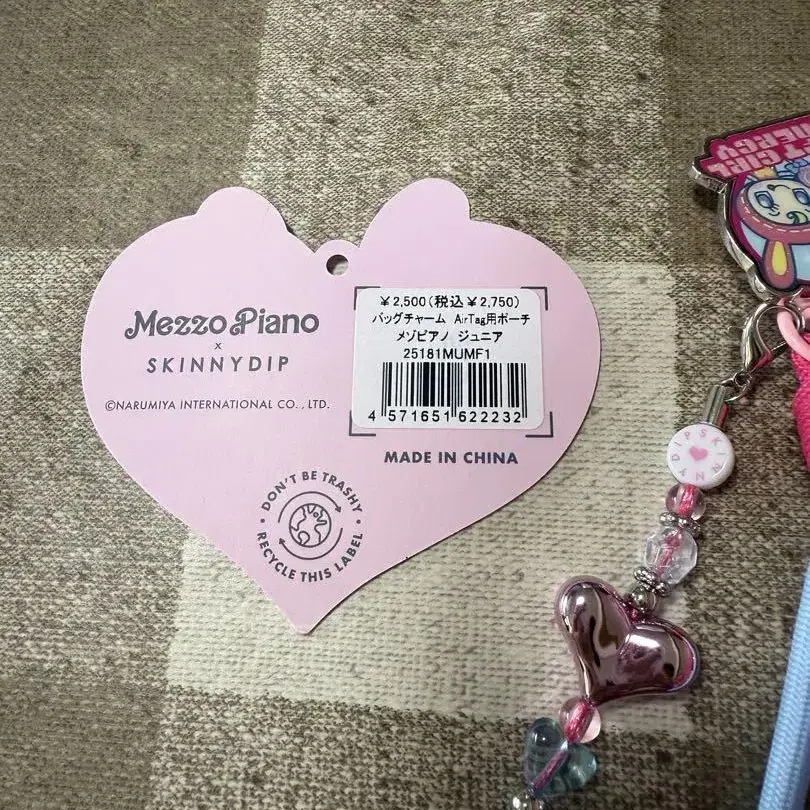 Mezzo Piano
x
SKINNYDIP
©NARUMIYA INTERNATIONAL CO., LTD.
¥2,500(税込¥2,750)
バッグチャーム AirTag用ポーチ
メゾピアノ ジュニア
25181MUMF1
4 571651 622232
MADE IN CHINA
DON'T BE TRASHY
RECYCLE THIS LABEL
SKINNYDIP